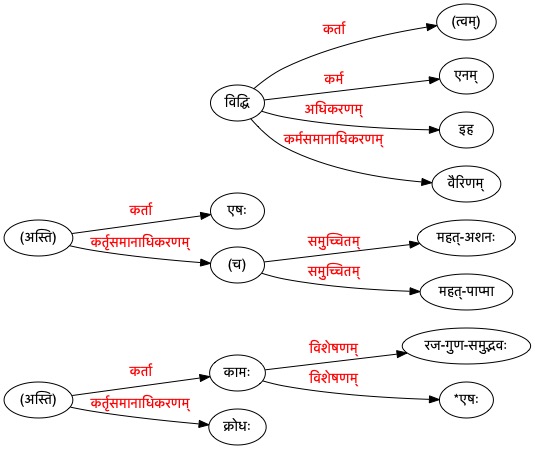 कर्ता
(त्वम्)
कर्म
एनम्
विद्धि
अधिकरणम्
इह
कर्मसमानाधिकरणम्
वैरिणम्
कर्ता
एषः
(अस्ति)
कर्तृसमानाधिकरणम्
(च)
समुच्चितम्
महत्-अशनः
समुच्चितम्
महत्-पाप्मा
विशेषणम्
रज-गुण-समुद्भवः
कर्ता
कामः
विशेषणम्
*एषः
(अस्ति)
कर्तृसमानाधिकरणम्
क्रोधः